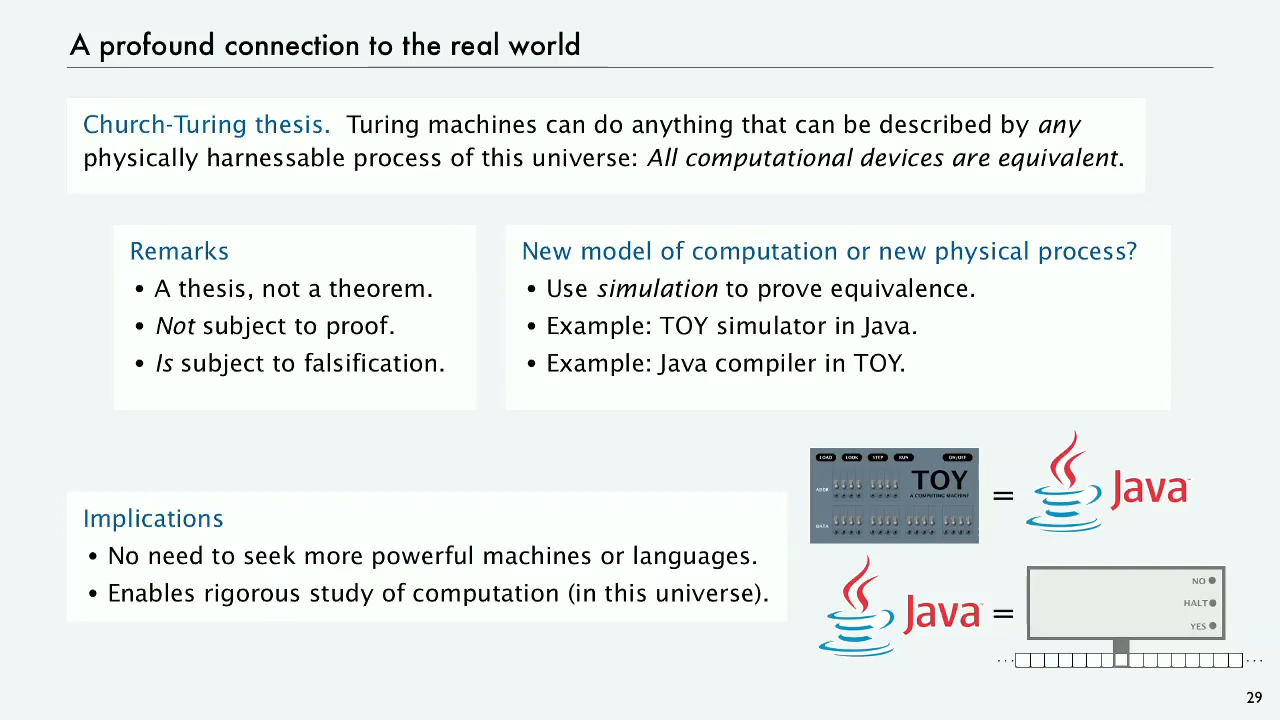 A profound connection to the real world
Church-Turing thesis. Turing machines can do anything that can be described by any
physically harnessable process of this universe: All computational devices are equivalent.
Remarks
• A thesis, not a theorem.
• Not subject to proof.
• Is subject to falsification.
New model of computation or new physical process?
• Use simulation to prove equivalence.
• Example: TOY simulator in Java.
• Example: Java compiler in TOY.
Implications
• No need to seek more powerful machines or languages.
• Enables rigorous study of computation (in this universe).
LOAD LOOK STEP RUN ON/OFF
TOY
ADDR
A COMPUTING MACHINE
DATA
=
Java™
Java™
=
NO
HALT
YES
... ...
29